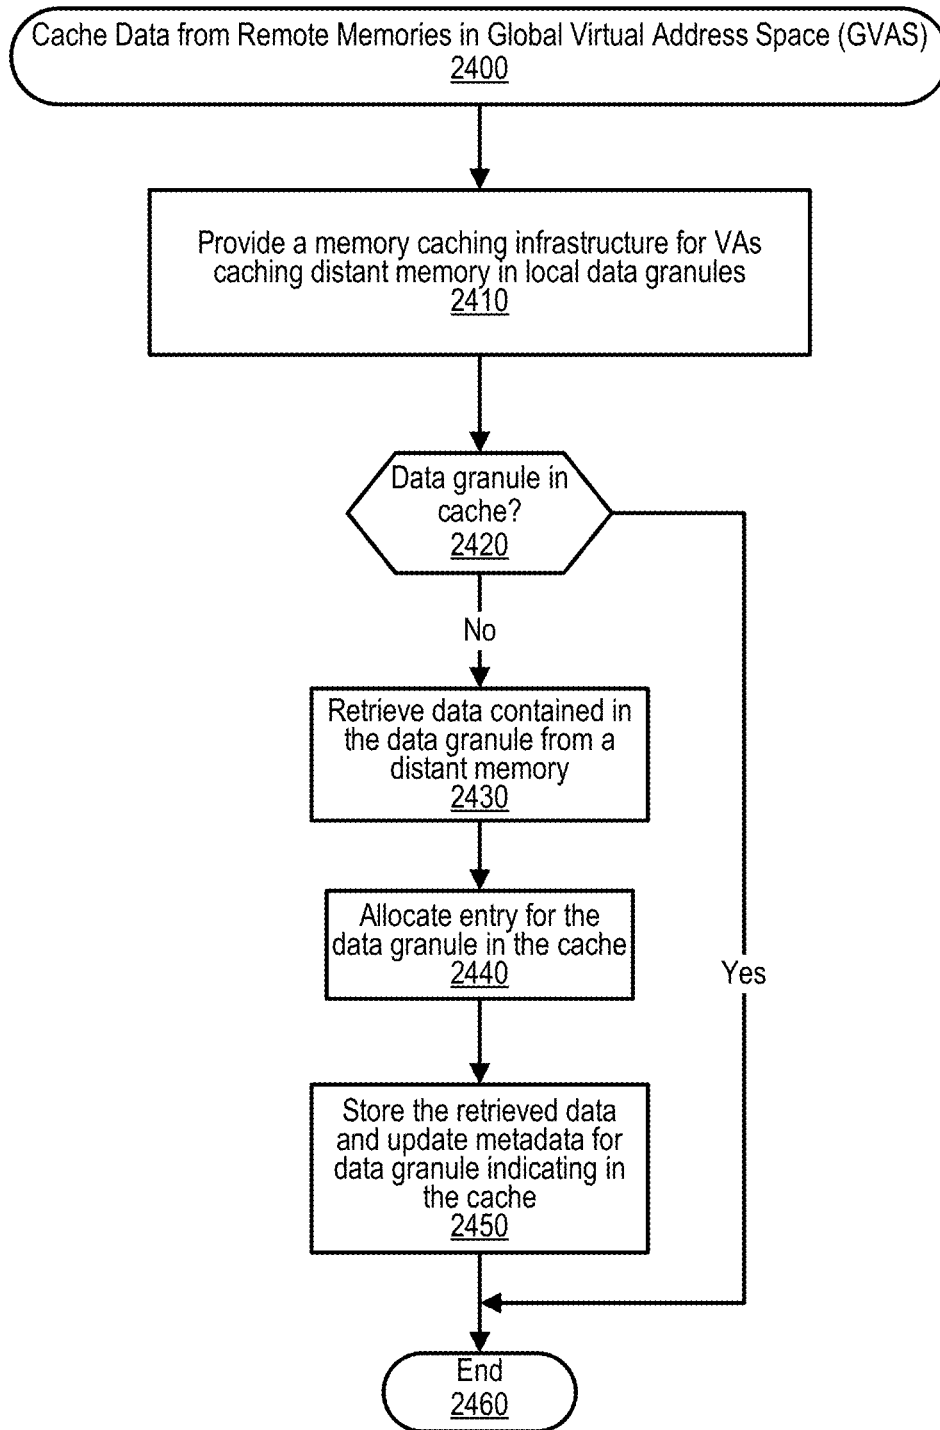 Cache Data from Remote Memories in Global Virtual Address Space (GVAS)
2400
Provide a memory caching infrastructure for VAs
caching distant memory in local data granules
2410
Data granule in
cache?
2420
No
Retrieve data contained in
the data granule from a
distant memory
2430
Allocate entry for the
data granule in the cache
2440
Yes
Store the retrieved data
and update metadata for
data granule indicating in
the cache
2450
End
2460